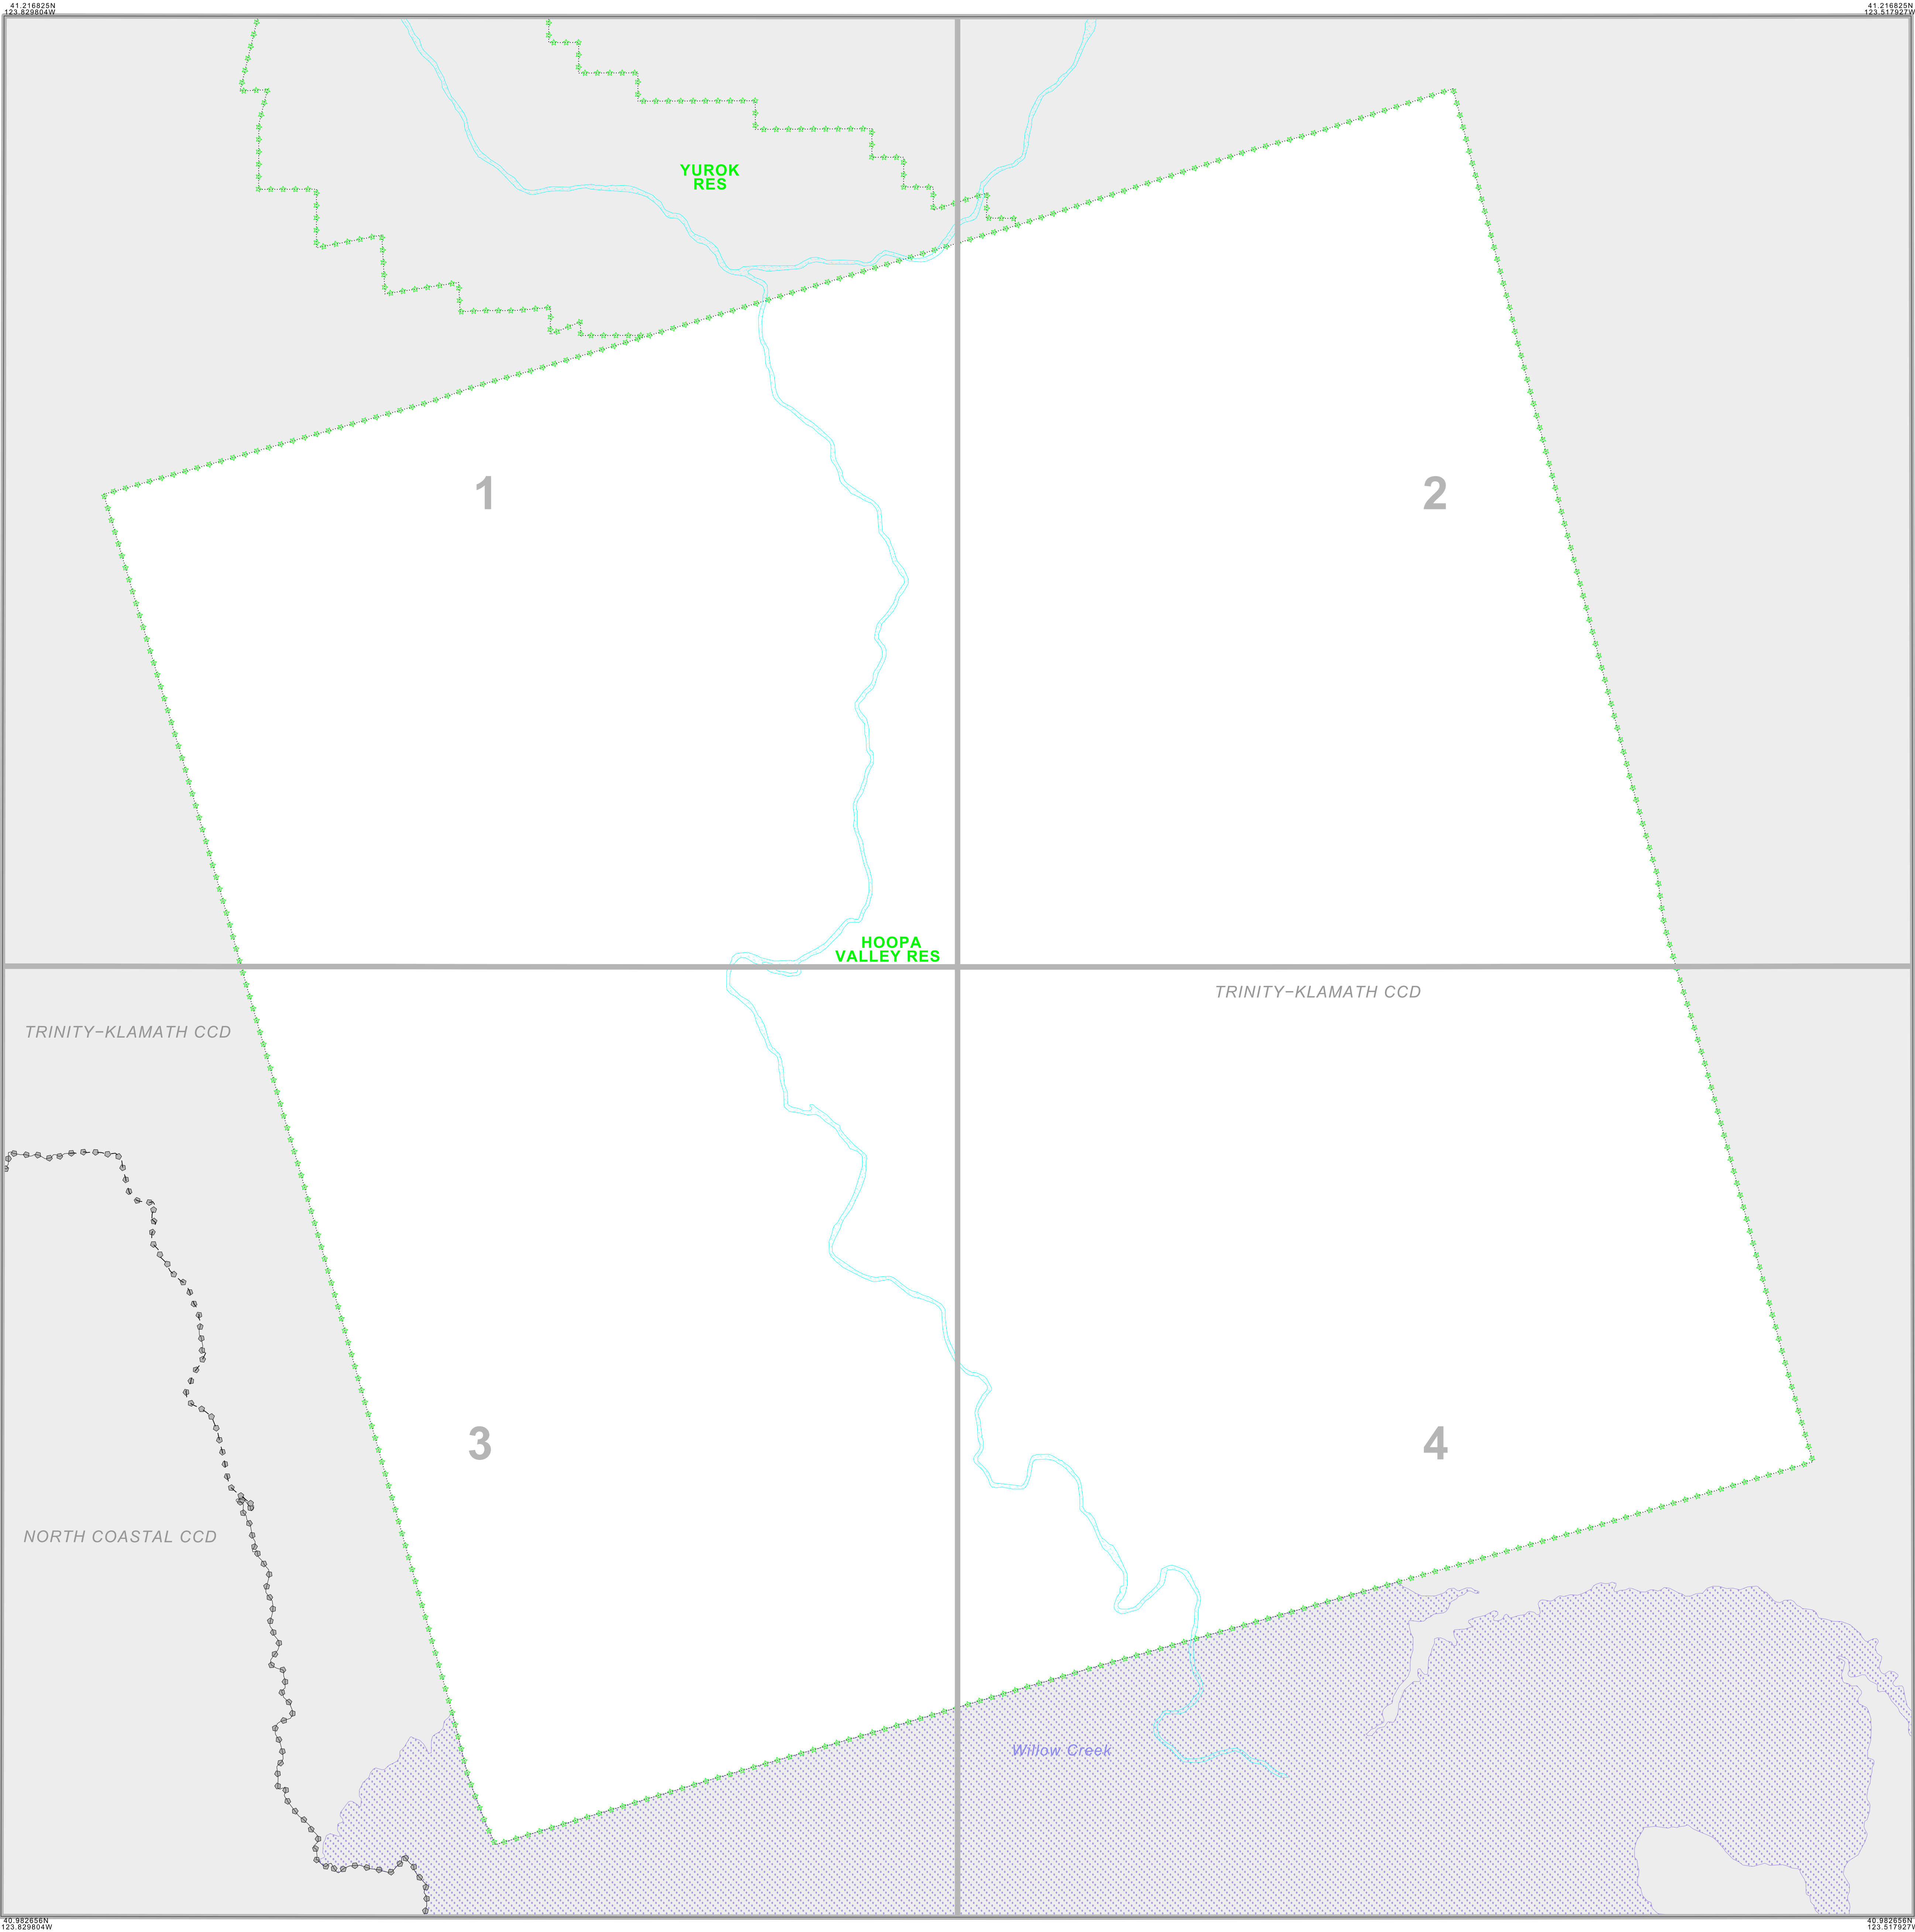 41.216825N
123.829804W
41.216825N
123.517927W
YUROK
RES
1
2
HOOPA
VALLEY RES
TRINITY-KLAMATH CCD
TRINITY-KLAMATH CCD
3
4
NORTH COASTAL CCD
Willow Creek
40.982656N
123.829804W
40.982656N
123.517927W